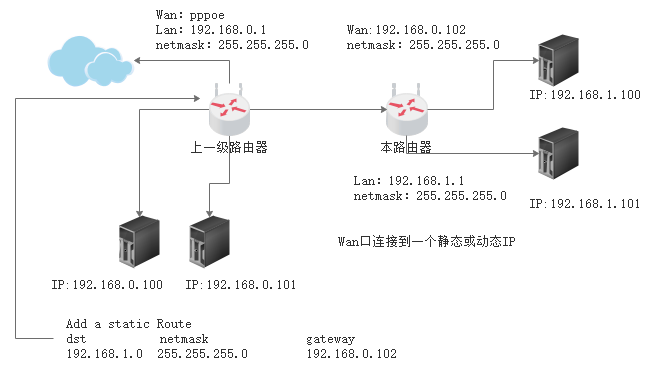 Wan: pppoe
Lan: 192.168.0.1
netmask: 255.255.255.0
Wan: 192.168.0.102
netmask: 255.255.255.0
IP:192.168.1.100
上一级路由器
本路由器
Lan: 192.168.1.1
netmask: 255.255.255.0
IP:192.168.1.101
Wan口连接到一个静态或动态IP
IP:192.168.0.100
IP:192.168.0.101
Add a static Route
dst netmask gateway
192.168.1.0 255.255.255.0 192.168.0.102